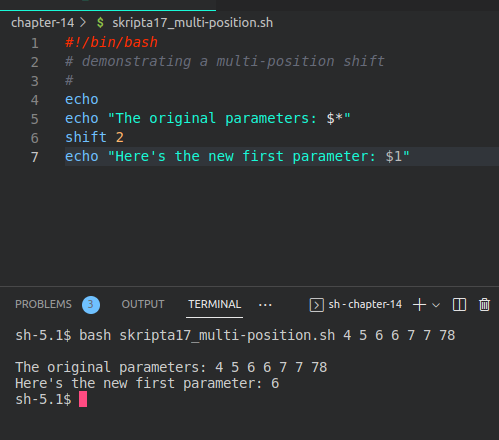 chapter-14 > $ skripta17_multi-position.sh
1 #!/bin/bash
2 # demonstrating a multi-position shift
3 #
4 echo
5 echo "The original parameters: $*"
6 shift 2
7 echo "Here's the new first parameter: $1"
PROBLEMS 3 OUTPUT TERMINAL ... sh - chapter-14
sh-5.1$ bash skripta17_multi-position.sh 4 5 6 6 7 7 78
The original parameters: 4 5 6 6 7 7 78
Here's the new first parameter: 6
sh-5.1$